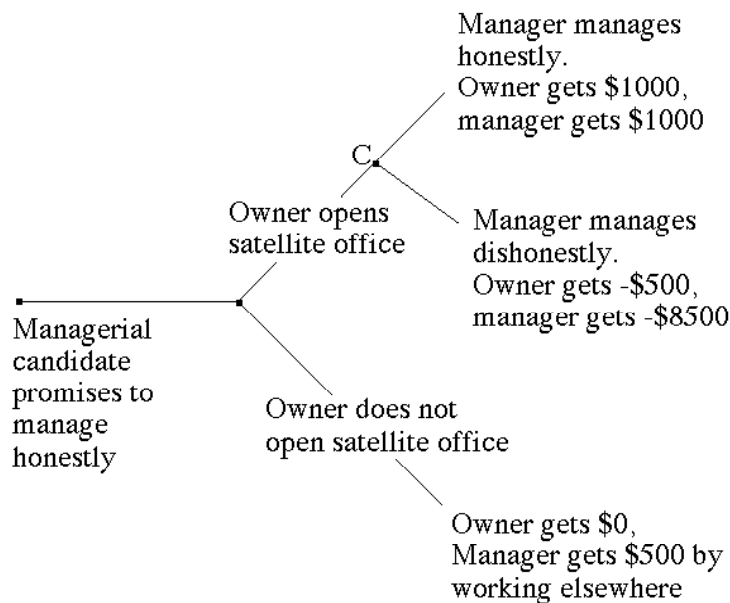 Manager manages
honestly.
Owner gets $1000,
manager gets $1000
C
Owner opens
satellite office
Manager manages
dishonestly.
Owner gets -$500,
manager gets -$8500
Managerial
candidate
promises to
manage
honestly
Owner does not
open satellite office
Owner gets $0,
Manager gets $500 by
working elsewhere